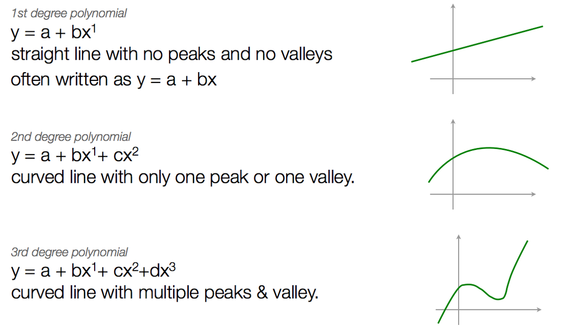 1st degree polynomial
y = a + bx¹
straight line with no peaks and no valleys
often written as y = a + bx
2nd degree polynomial
y = a + bx¹+ cx²
curved line with only one peak or one valley.
3rd degree polynomial
y = a + bx¹+ cx²+dx³
curved line with multiple peaks & valley.